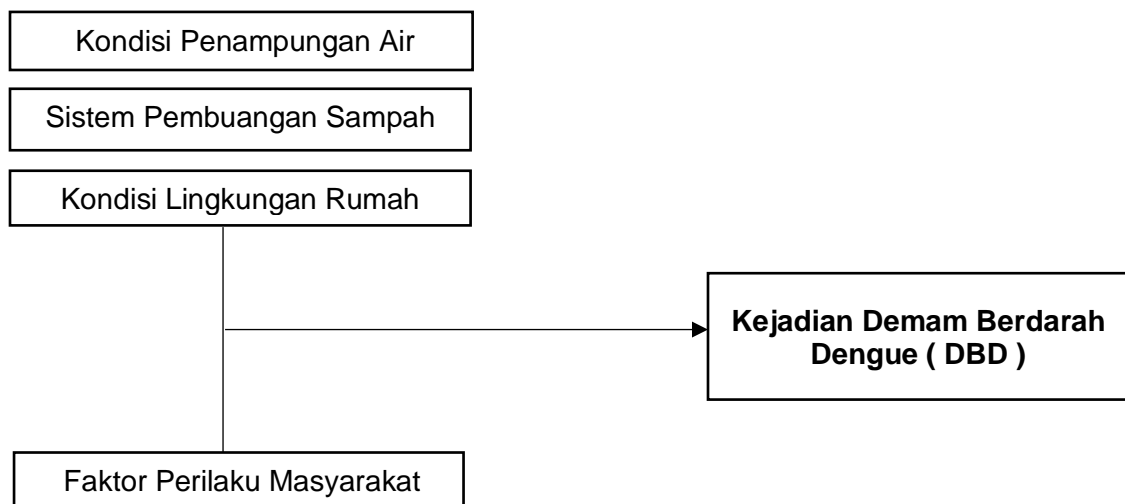 Kondisi Penampungan Air
Sistem Pembuangan Sampah
Kondisi Lingkungan Rumah
Kejadian Demam Berdarah
Dengue ( DBD )
Faktor Perilaku Masyarakat